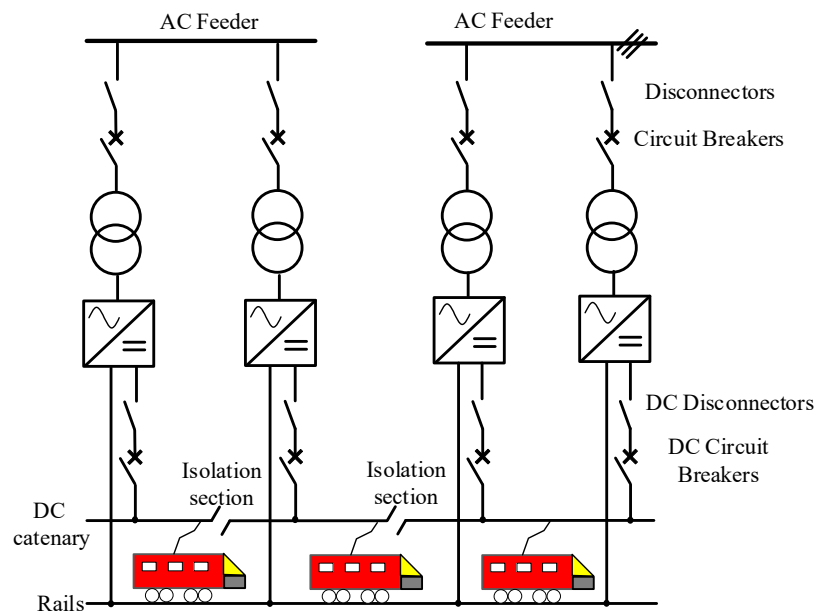 AC Feeder
AC Feeder
Disconnectors
Circuit Breakers
DC Disconnectors
DC Circuit
Breakers
Isolation
section
Isolation
section
DC
catenary
Rails